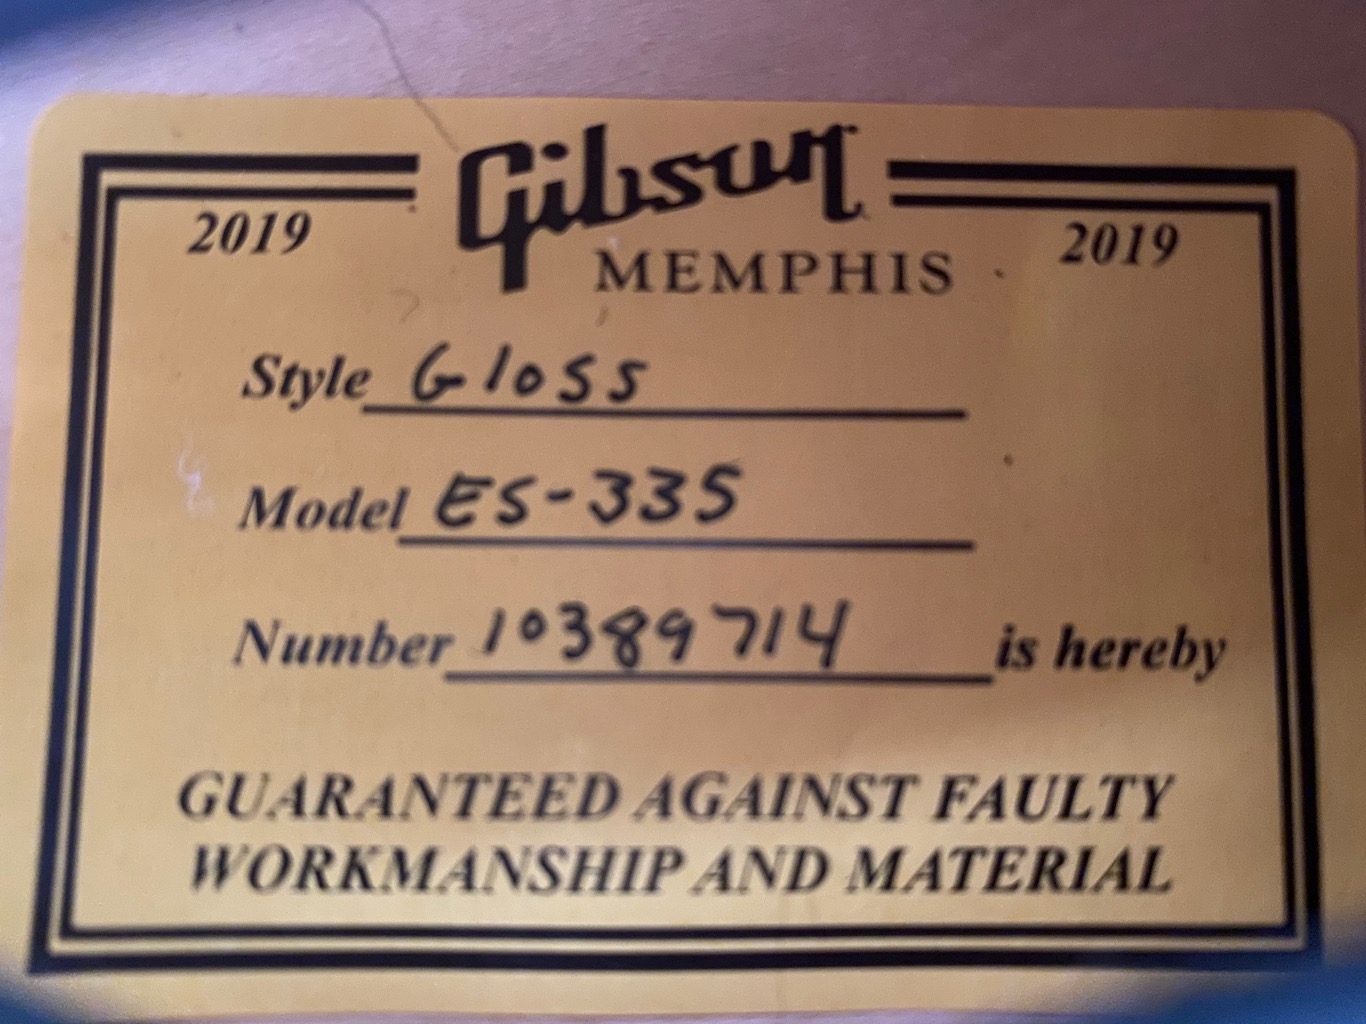 Gibson
MEMPHIS
2019 2019
Style Gloss
Model ES-335
Number 10389714 is hereby
GUARANTEED AGAINST FAULTY
WORKMANSHIP AND MATERIAL